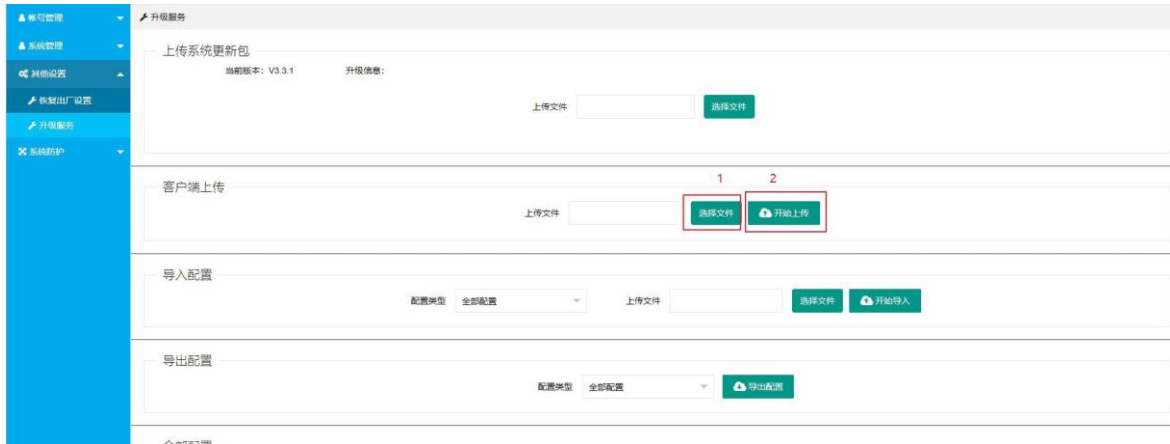 帐号管理
升级服务
系统管理
上传系统更新包
其他设置
当前版本：V3.3.1 升级信息：
恢复出厂设置
上传文件 选择文件
升级服务
系统防护
1 2
客户端上传
上传文件 选择文件 开始上传
导入配置
配置类型 全部配置 上传文件 选择文件 开始导入
导出配置
配置类型 全部配置 导出配置